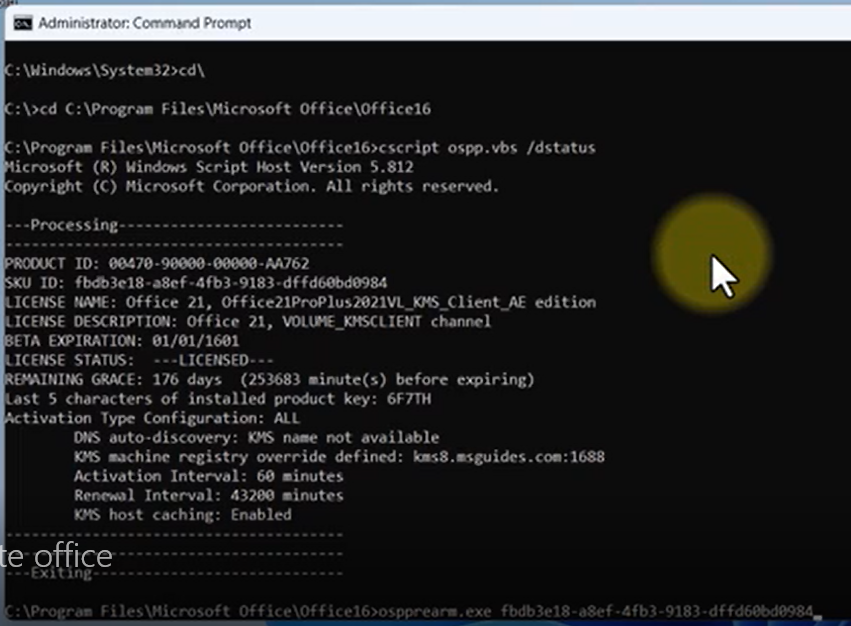 Administrator: Command Prompt
C:\Windows\System32>cd\
C:\>cd C:\Program Files\Microsoft Office\Office16
C:\Program Files\Microsoft Office\Office16>cscript ospp.vbs /dstatus
Microsoft (R) Windows Script Host Version 5.812
Copyright (C) Microsoft Corporation. All rights reserved.
---Processing--------------------------
---------------------------------------
PRODUCT ID: 00470-90000-00000-AA762
SKU ID: fbdb3e18-a8ef-4fb3-9183-dffd60bd0984
LICENSE NAME: Office 21, Office21ProPlus2021VL_KMS_Client_AE edition
LICENSE DESCRIPTION: Office 21, VOLUME_KMSCLIENT channel
BETA EXPIRATION: 01/01/1601
LICENSE STATUS:  ---LICENSED---
REMAINING GRACE: 176 days  (253683 minute(s) before expiring)
Last 5 characters of installed product key: 6F7TH
Activation Type Configuration: ALL
        DNS auto-discovery: KMS name not available
        KMS machine registry override defined: kms8.msguides.com:1688
        Activation Interval: 60 minutes
        Renewal Interval: 43200 minutes
        KMS host caching: Enabled
---------------------------------------
te office
---------------------------------------
---Exiting-----------------------------
C:\Program Files\Microsoft Office\Office16>ospprearm.exe fbdb3e18-a8ef-4fb3-9183-dffd60bd0984_